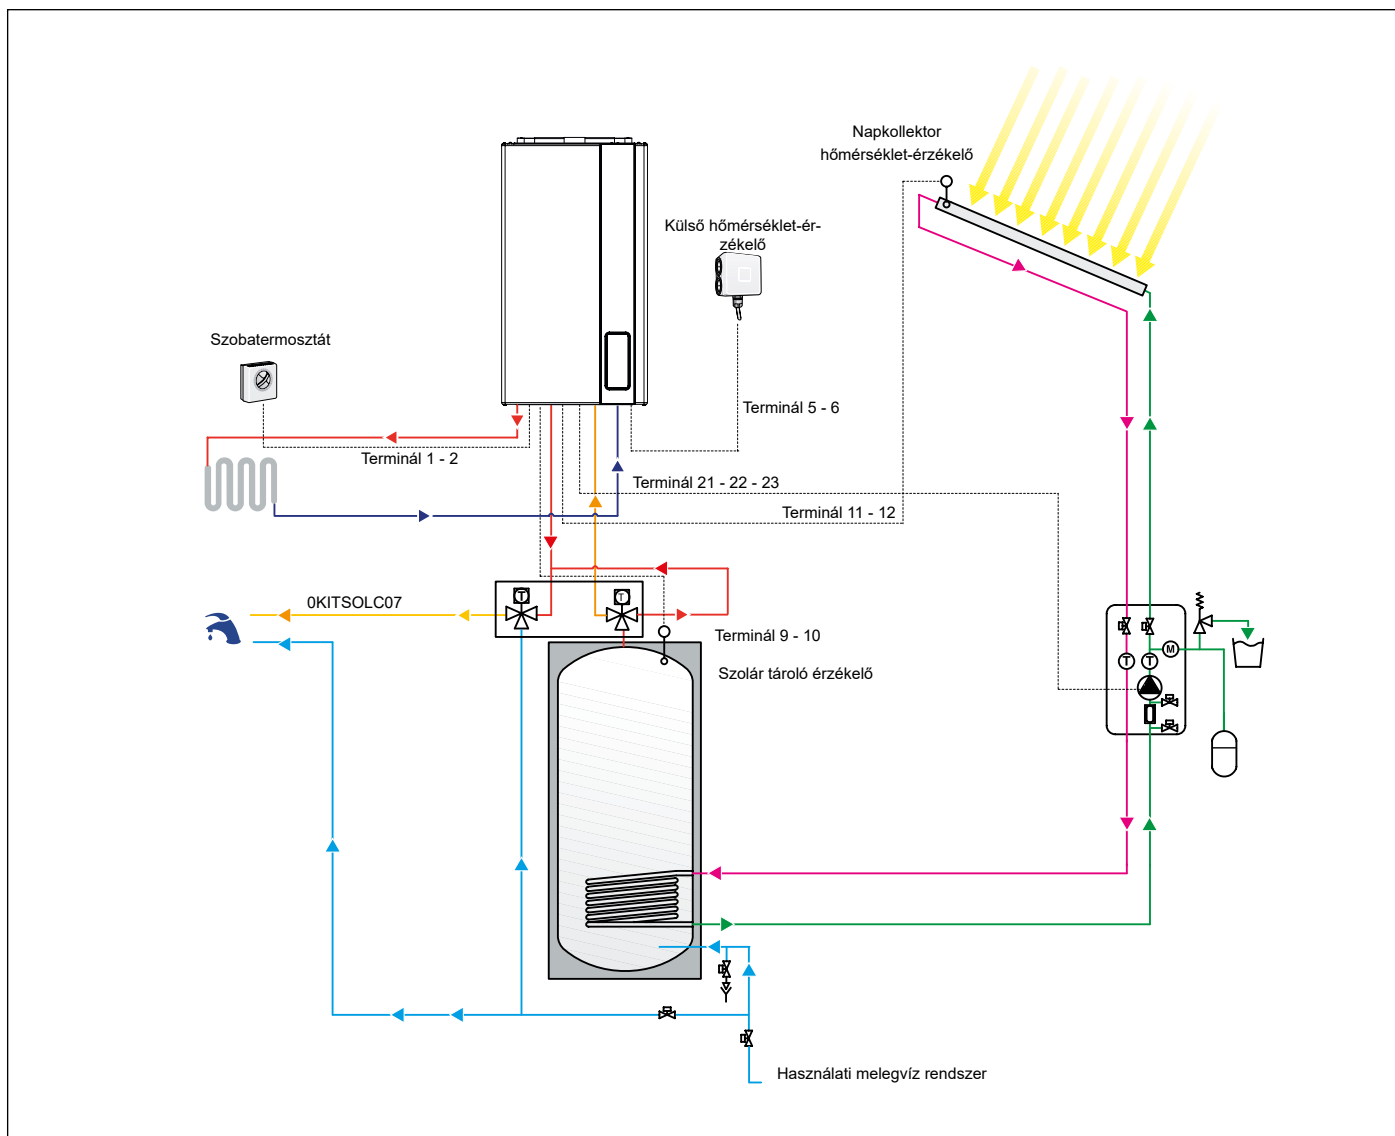 Napkollektor
hőmérséklet-érzékelő
Külső hőmérséklet-ér-
zékelő
Szobatermosztát
Terminál 5 - 6
Terminál 1 - 2
Terminál 21 - 22 - 23
Terminál 11 - 12
0KITSOLC07
T
T
Terminál 9 - 10
Szolár tároló érzékelő
T
T
M
Használati melegvíz rendszer